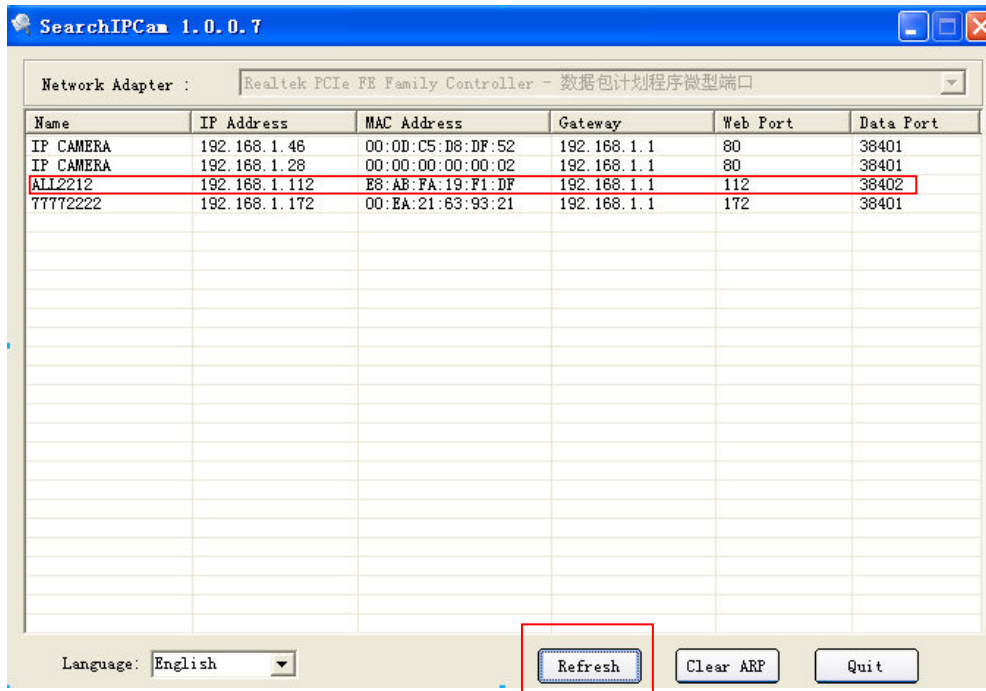 SearchIPCam 1.0.0.7
Network Adapter : Realtek PCIe FE Family Controller - 数据包计划程序微型端口
Name IP Address MAC Address Gateway Web Port Data Port
IP CAMERA 192.168.1.46 00:0D:C5:D8:DF:52 192.168.1.1 80 38401
IP CAMERA 192.168.1.28 00:00:00:00:00:02 192.168.1.1 80 38401
ALL2212 192.168.1.112 E8:AB:FA:19:F1:DF 192.168.1.1 112 38402
77772222 192.168.1.172 00:EA:21:63:93:21 192.168.1.1 172 38401
Language: English Refresh Clear ARP Quit